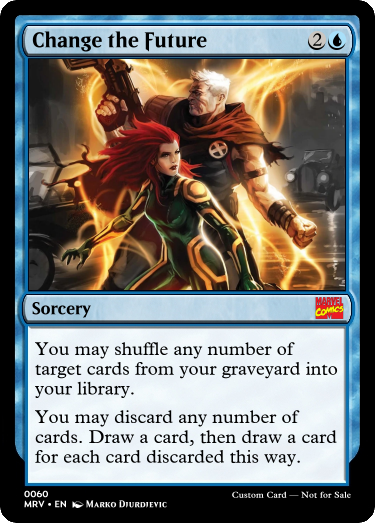 Change the Future 2
Sorcery
MARVEL
COMICS
You may shuffle any number of
target cards from your graveyard into
your library.
You may discard any number of
cards. Draw a card, then draw a card
for each card discarded this way.
0060
MRV • EN Marko Djurdjevic
Custom Card — Not for Sale